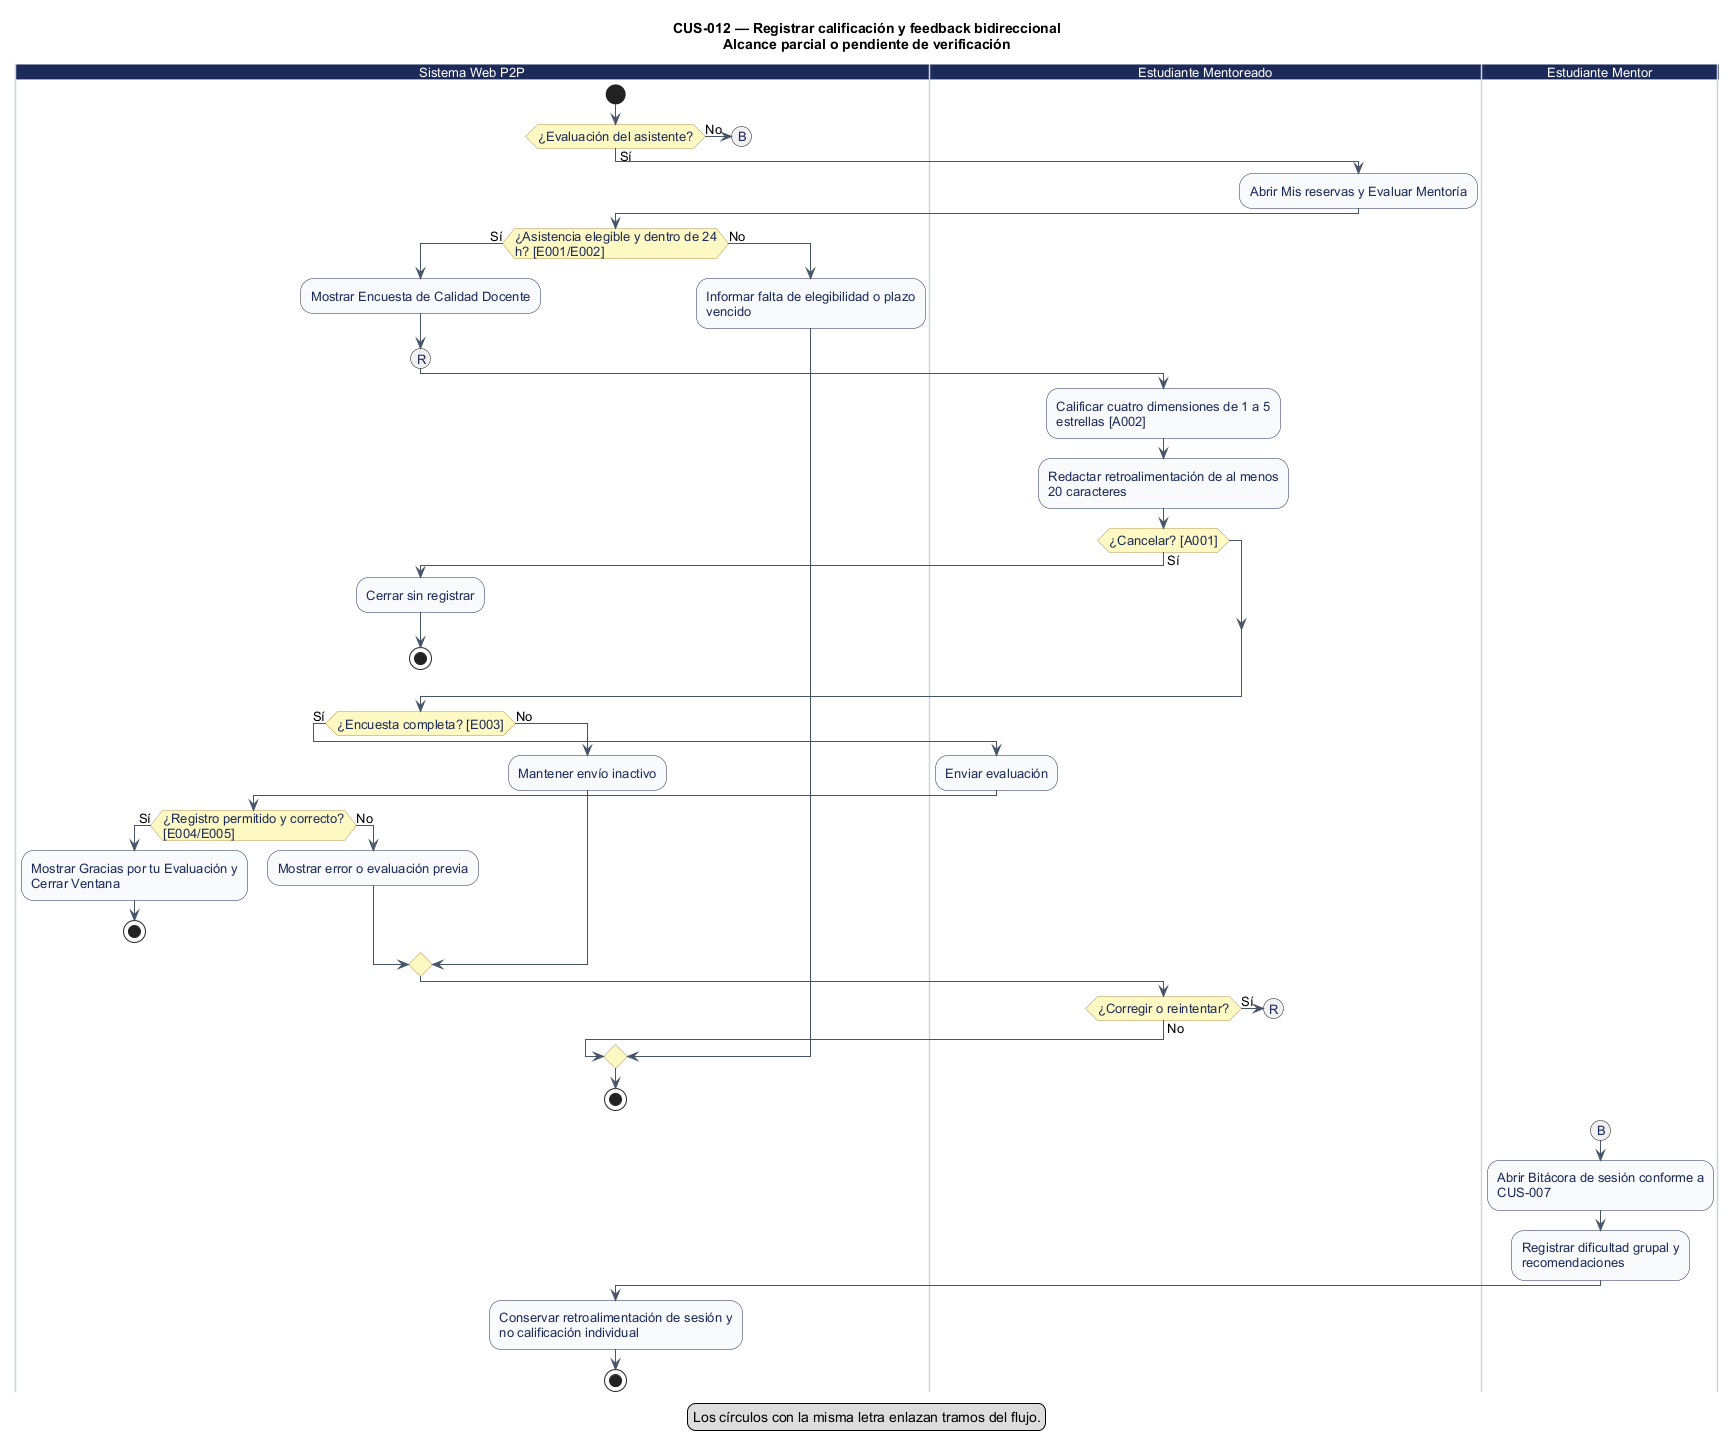 CUS-012 — Registrar calificación y feedback bidireccional
Alcance parcial o pendiente de verificación
Sistema Web P2P
Estudiante Mentoreado
Estudiante Mentor
¿Evaluación del asistente?
No
B
Sí
Abrir Mis reservas y Evaluar Mentoría
Sí
¿Asistencia elegible y dentro de 24
h? [E001/E002]
No
Mostrar Encuesta de Calidad Docente
Informar falta de elegibilidad o plazo
vencido
R
Calificar cuatro dimensiones de 1 a 5
estrellas [A002]
Redactar retroalimentación de al menos
20 caracteres
¿Cancelar? [A001]
Sí
Cerrar sin registrar
Sí
¿Encuesta completa? [E003]
No
Mantener envío inactivo
Enviar evaluación
Sí
¿Registro permitido y correcto?
[E004/E005]
No
Mostrar Gracias por tu Evaluación y
Cerrar Ventana
Mostrar error o evaluación previa
¿Corregir o reintentar?
Sí
R
No
B
Abrir Bitácora de sesión conforme a
CUS-007
Registrar dificultad grupal y
recomendaciones
Conservar retroalimentación de sesión y
no calificación individual
Los círculos con la misma letra enlazan tramos del flujo.